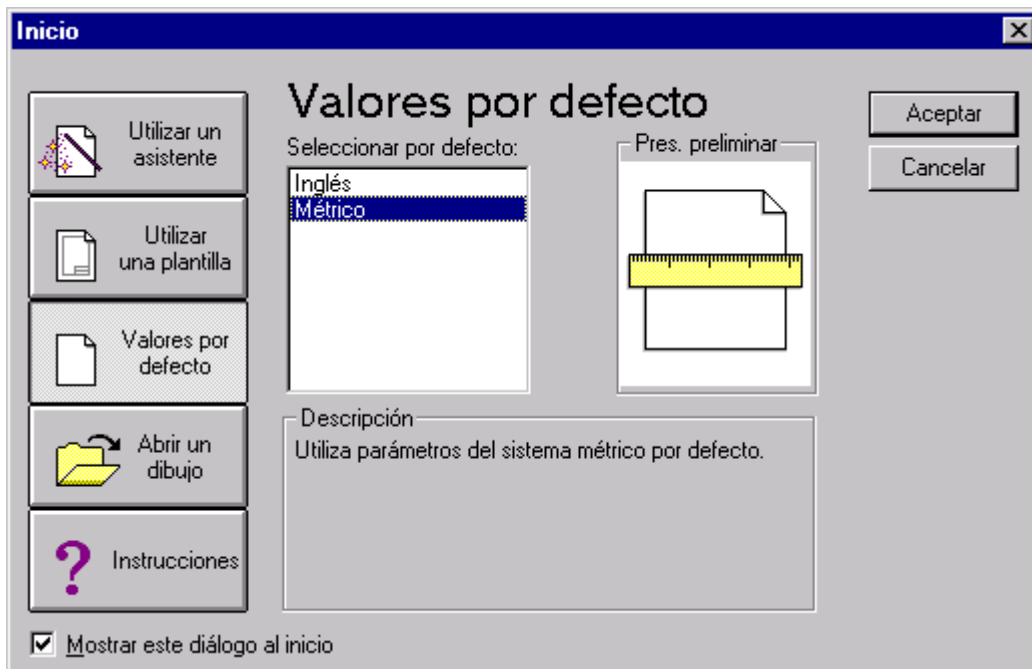 Inicio
Utilizar un
asistente
Utilizar
una plantilla
Valores por
defecto
Abrir un
dibujo
Instrucciones
Valores por defecto
Seleccionar por defecto:
Inglés
Métrico
Pres. preliminar
Descripción
Utiliza parámetros del sistema métrico por defecto.
Aceptar
Cancelar
Mostrar este diálogo al inicio